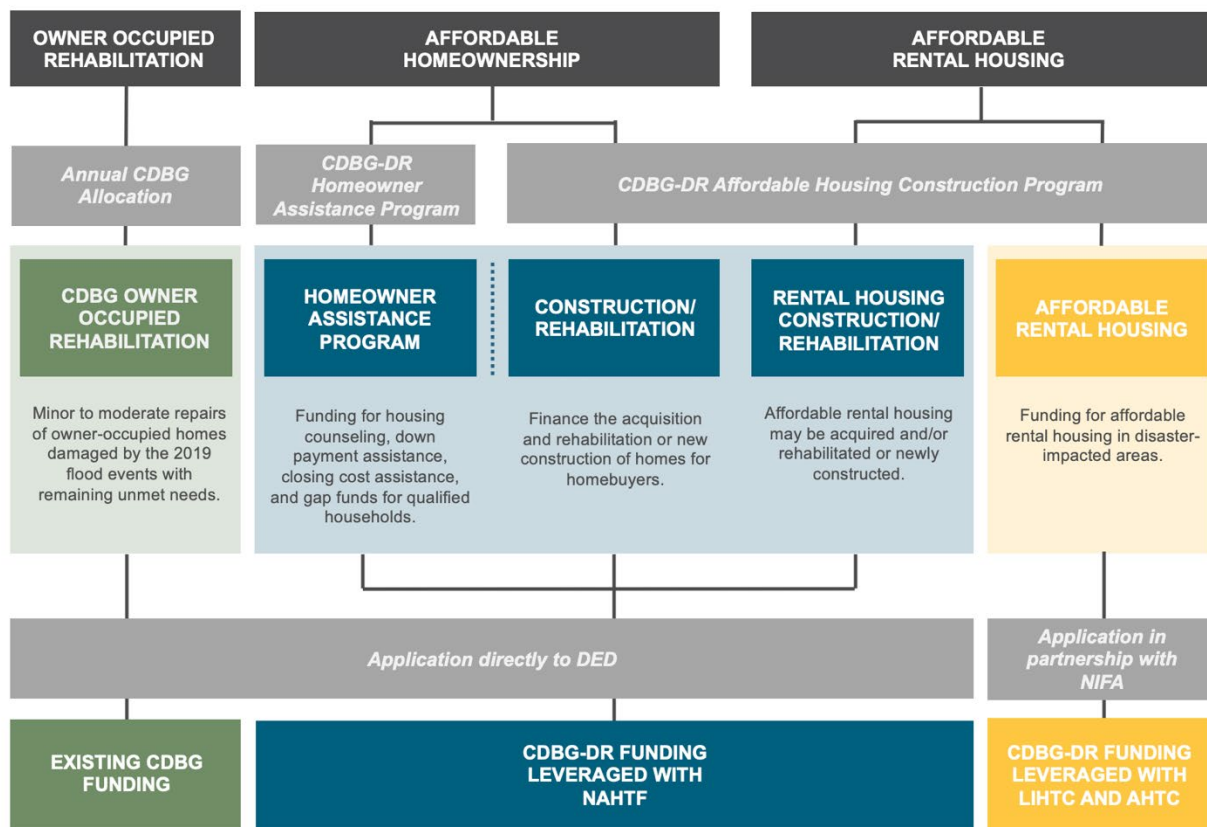 OWNER OCCUPIED
REHABILITATION
AFFORDABLE
HOMEOWNERSHIP
AFFORDABLE
RENTAL HOUSING
Annual CDBG
Allocation
CDBG-DR
Homeowner
Assistance Program
CDBG-DR Affordable Housing Construction Program
CDBG OWNER
OCCUPIED
REHABILITATION
HOMEOWNER
ASSISTANCE
PROGRAM
CONSTRUCTION/
REHABILITATION
RENTAL HOUSING
CONSTRUCTION/
REHABILITATION
AFFORDABLE
RENTAL HOUSING
Minor to moderate repairs
of owner-occupied homes
damaged by the 2019
flood events with
remaining unmet needs.
Funding for housing
counseling, down
payment assistance,
closing cost assistance,
and gap funds for qualified
households.
Finance the acquisition
and rehabilitation or new
construction of homes for
homebuyers.
Affordable rental housing
may be acquired and/or
rehabilitated or newly
constructed.
Funding for affordable
rental housing in disaster-
impacted areas.
Application directly to DED
Application in
partnership with
NIFA
EXISTING CDBG
FUNDING
CDBG-DR FUNDING
LEVERAGED WITH
NAHTF
CDBG-DR FUNDING
LEVERAGED WITH
LIHTC AND AHTC